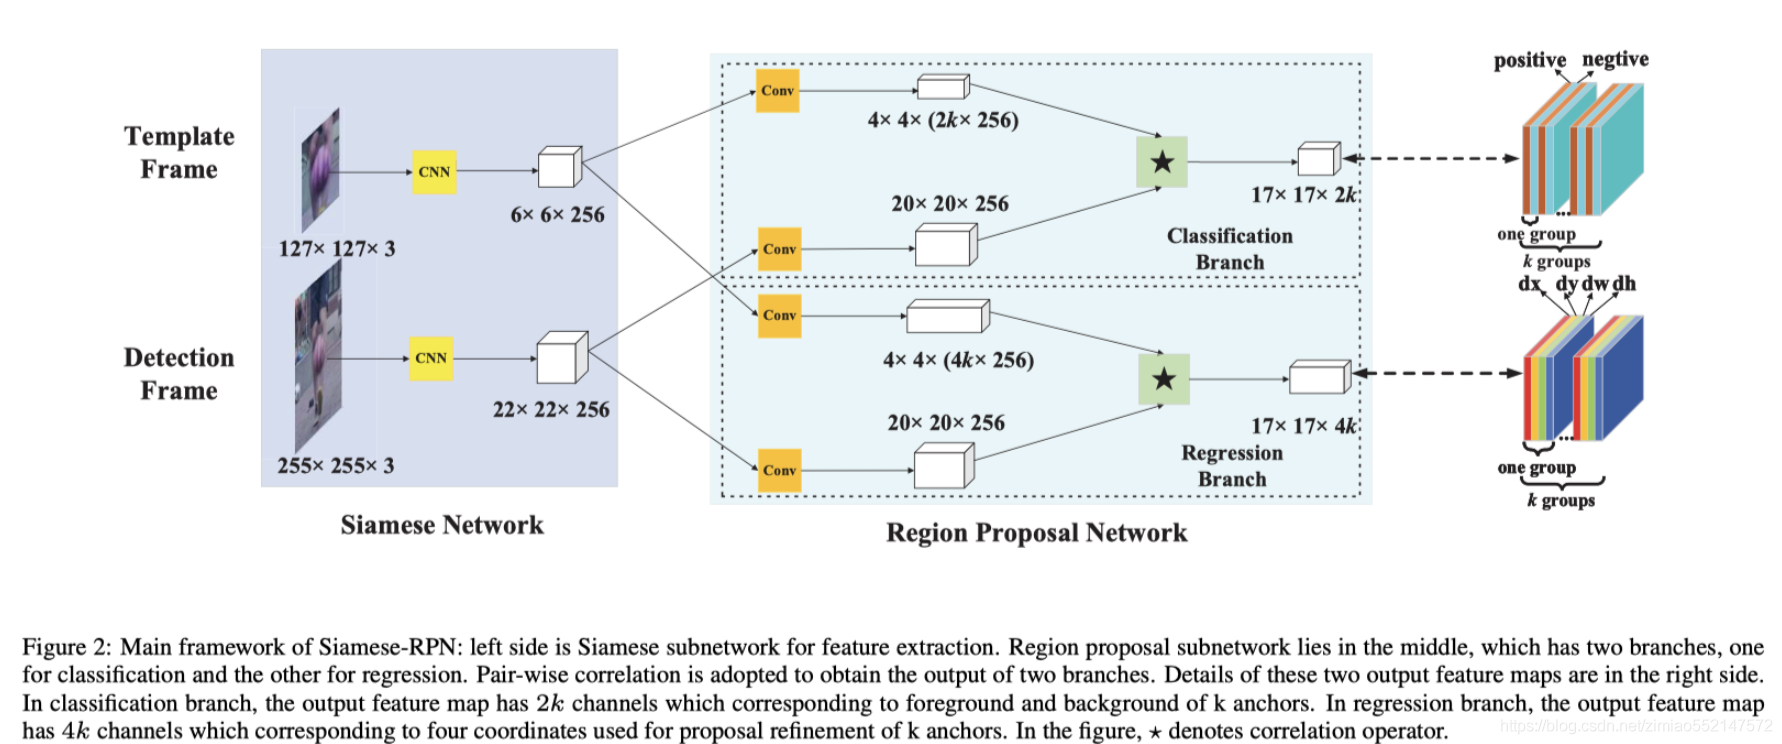 positive negtive
Template
Frame
CNN
6× 6× 256
127× 127× 3
Detection
Frame
CNN
22× 22× 256
255× 255× 3
Siamese Network
Conv
4× 4× (2k× 256)
20× 20× 256
Conv
★
17× 17× 2k
Classification
Branch
Conv
4× 4× (4k× 256)
20× 20× 256
Conv
★
17× 17× 4k
Regression
Branch
Region Proposal Network
one group
...
k groups
dx dy dw dh
...
one group
k groups
Figure 2: Main framework of Siamese-RPN: left side is Siamese subnetwork for feature extraction. Region proposal subnetwork lies in the middle, which has two branches, one
for classification and the other for regression. Pair-wise correlation is adopted to obtain the output of two branches. Details of these two output feature maps are in the right side.
In classification branch, the output feature map has 2k channels which corresponding to foreground and background of k anchors. In regression branch, the output feature map
has 4k channels which corresponding to four coordinates used for proposal refinement of k anchors. In the figure, ★ denotes correlation operator.
https://blog.csdn.net/zimiao552147572